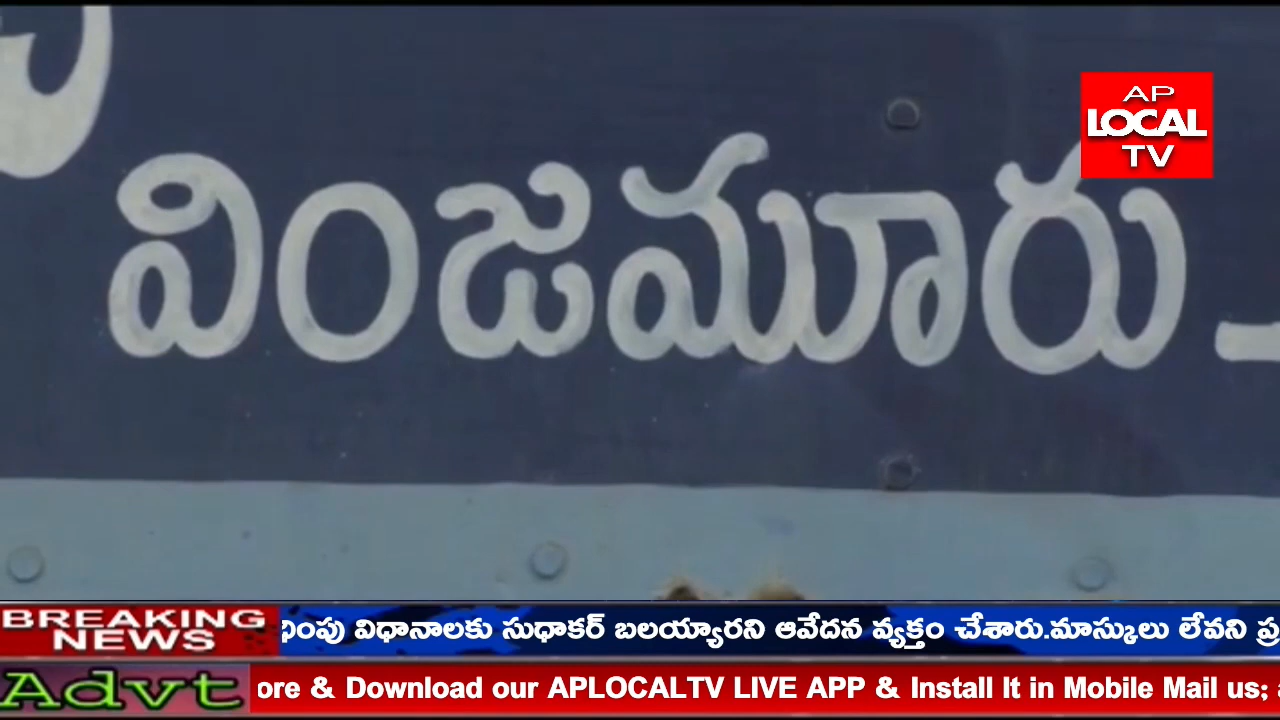 AP
LOCAL
TV
వింజమూరు
BREAKING
NEWS
విధానాలకు సుధాకర్ బలయ్యారని ఆవేదన వ్యక్తం చేశారు.మాస్కులు లేవని
Advt
ore & Download our APLOCALTV LIVE APP & Install It in Mobile Mail us;